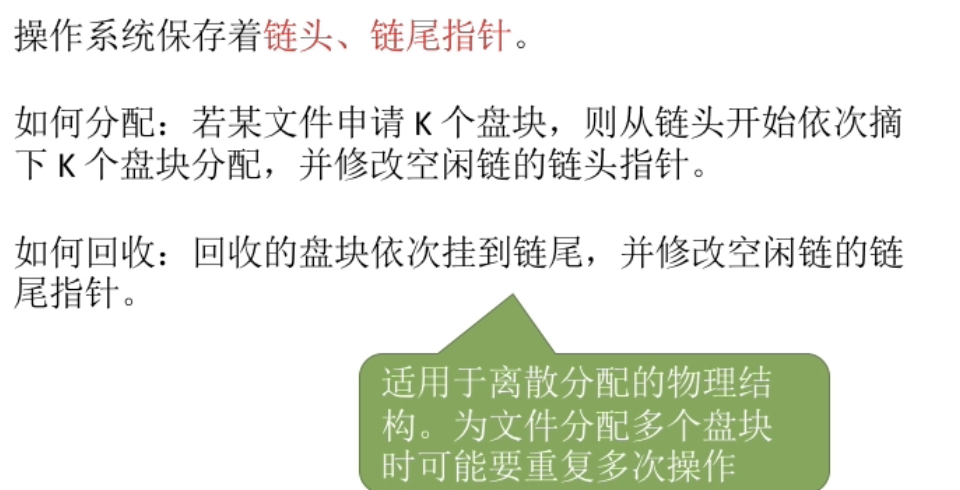 操作系统保存着链头、链尾指针。
如何分配：若某文件申请 K 个盘块，则从链头开始依次摘
下 K 个盘块分配，并修改空闲链的链头指针。
如何回收：回收的盘块依次挂到链尾，并修改空闲链的链
尾指针。
适用于离散分配的物理结
构。为文件分配多个盘块
时可能要重复多次操作